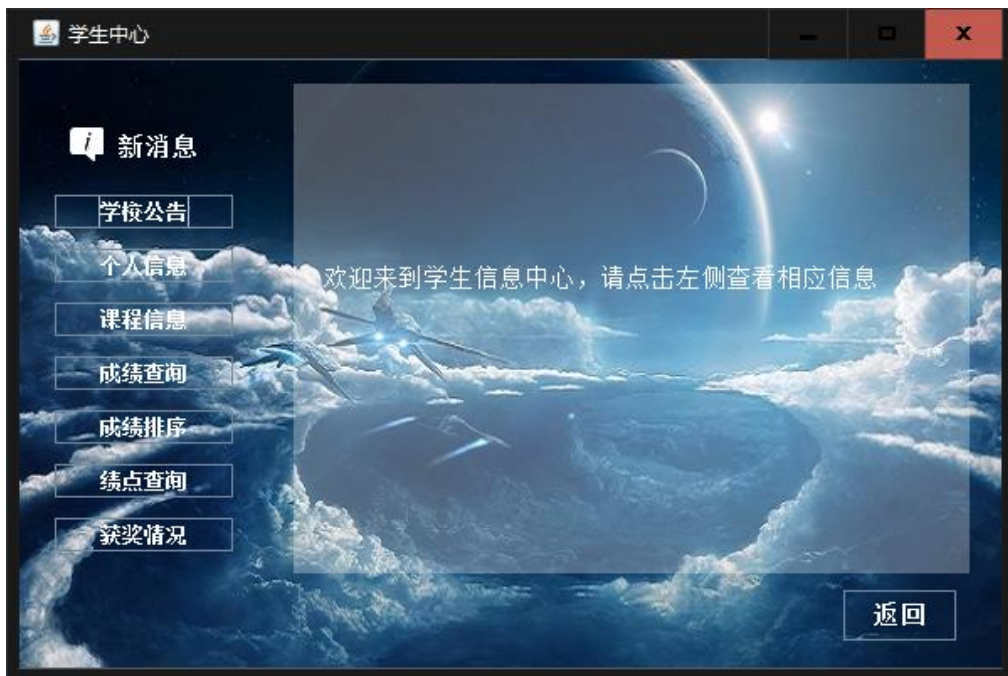 学生中心
新消息
学校公告
个人信息
课程信息
成绩查询
成绩排序
绩点查询
获奖情况
欢迎来到学生信息中心，请点击左侧查看相应信息
返回